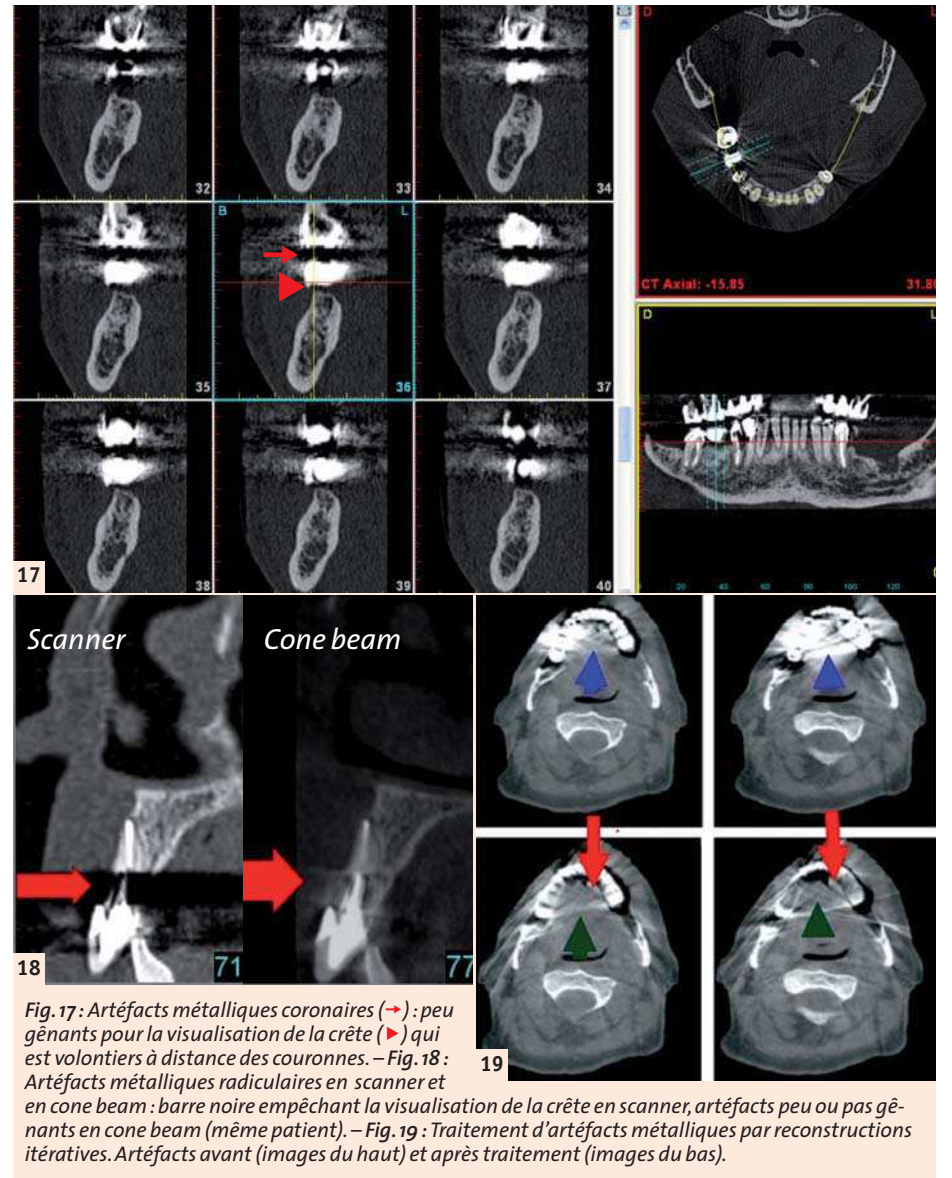 32
33
34
B
L
35
36
37
38
39
40
17
D
L
CT Axial: -15.85
31.80
D
L
0
20
40
60
80
100
120
Scanner
Cone beam
18
71
77
19
Fig. 17 : Artéfacts métalliques coronaires (→) : peu
gênants pour la visualisation de la crête (▶) qui
est volontiers à distance des couronnes. – Fig. 18 :
Artéfacts métalliques radiculaires en scanner et
en cone beam : barre noire empêchant la visualisation de la crête en scanner, artéfacts peu ou pas gê-
nants en cone beam (même patient). – Fig. 19 : Traitement d'artéfacts métalliques par reconstructions
itératives. Artéfacts avant (images du haut) et après traitement (images du bas).